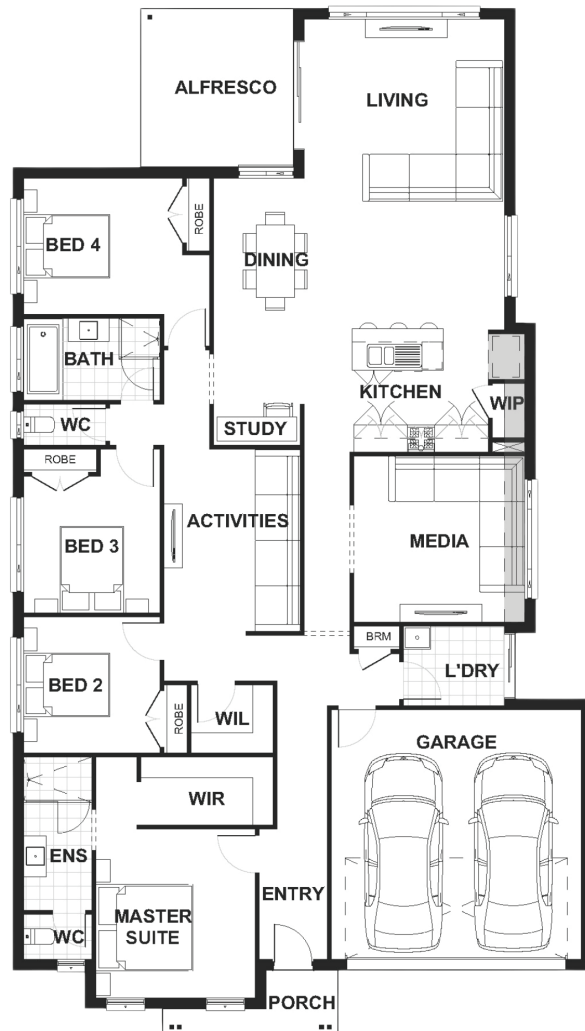 ALFRESCO
LIVING
ROBE
BED 4
DINING
BATH
KITCHEN
WIP
WC
STUDY
ROBE
ACTIVITIES
MEDIA
BED 3
BRM
L'DRY
BED 2
ROBE
WIL
GARAGE
WIR
ENS
ENTRY
MASTER
SUITE
WC
PORCH